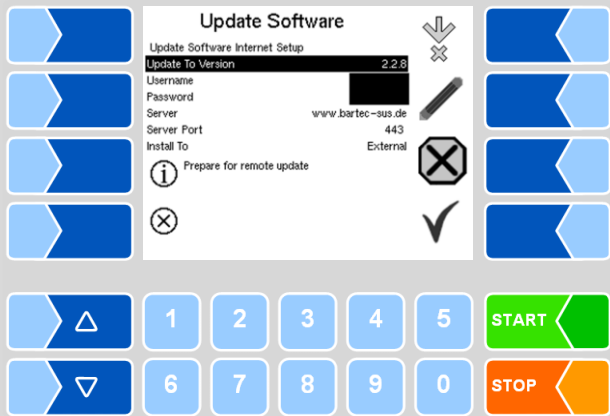 Update Software
Update Software Internet Setup
Update To Version 2.2.8
Username
Password
Server www.bartec-sus.de
Server Port 443
Install To External
Prepare for remote update
1 2 3 4 5 START
6 7 8 9 0 STOP